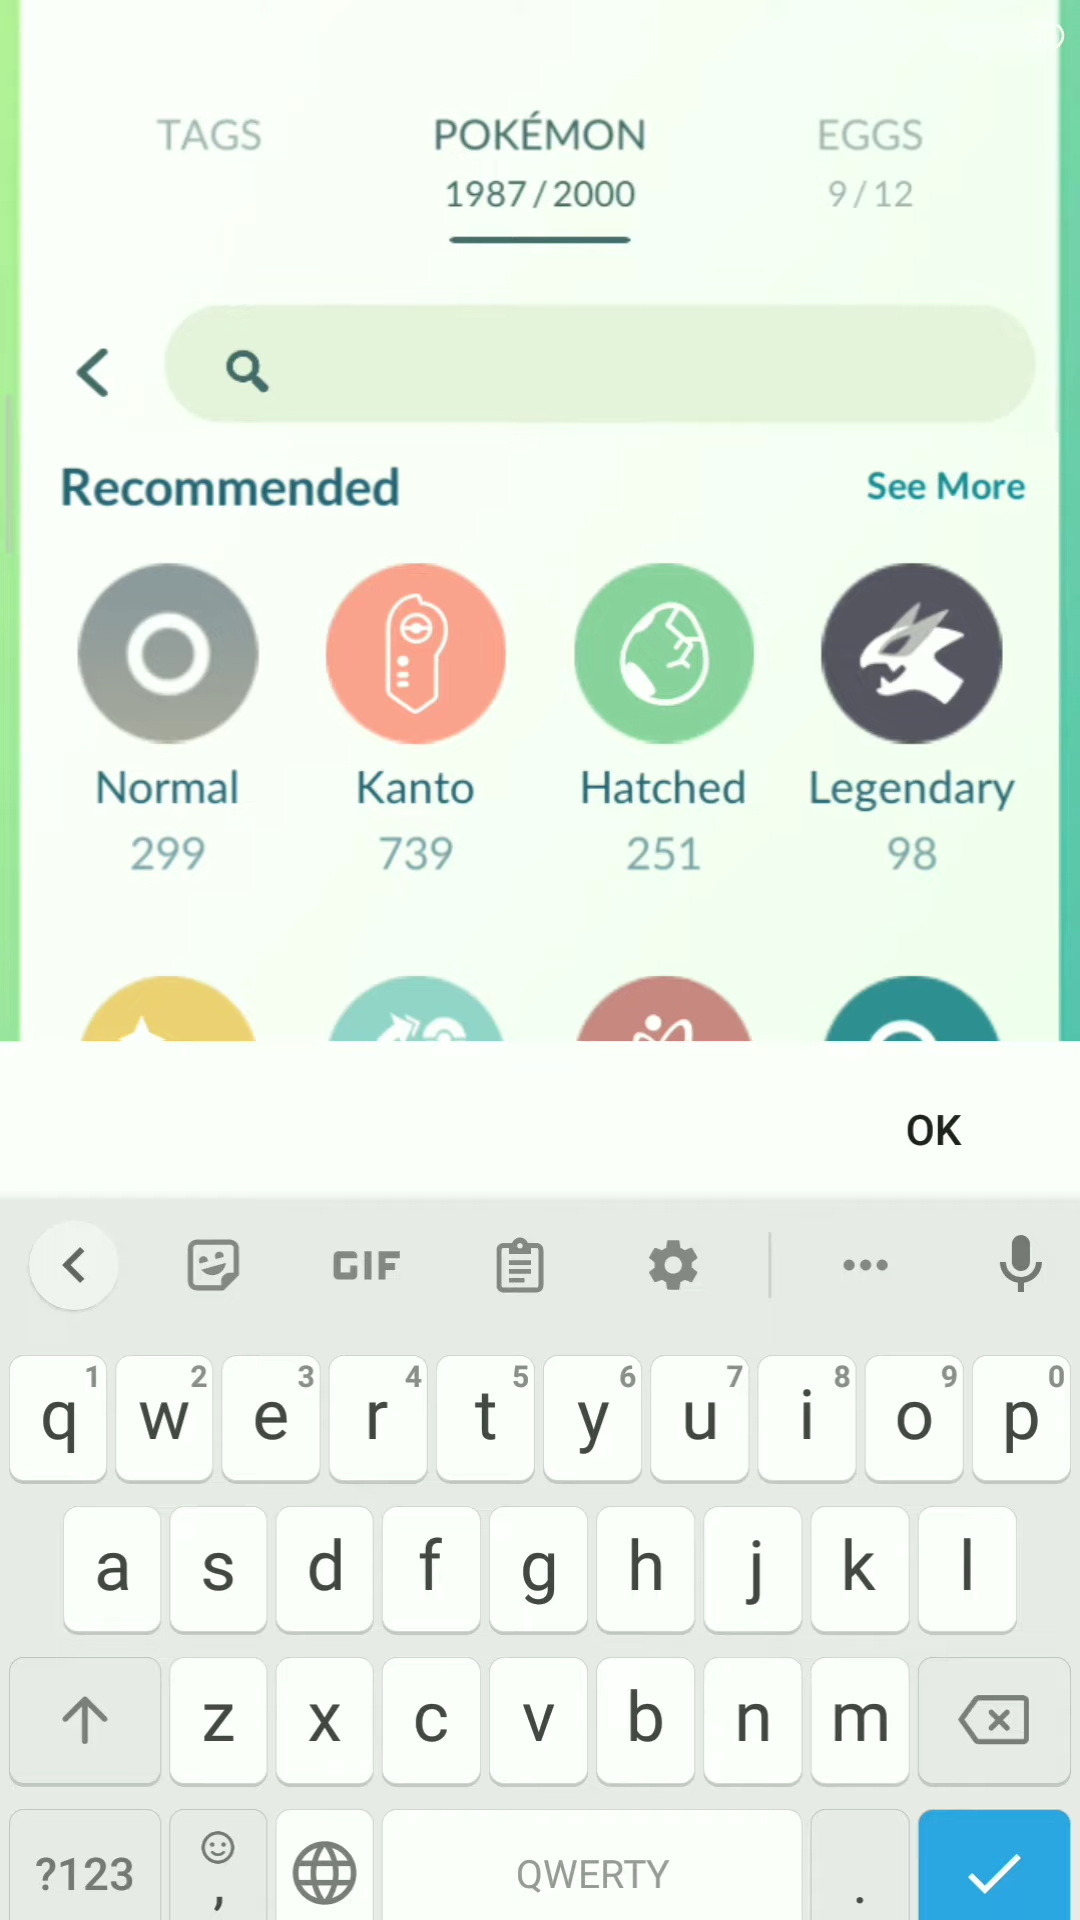 TAGS POKÉMON EGGS
1987/2000 9/12
Recommended See More
Normal Kanto Hatched Legendary
299 739 251 98
OK
GIF
1 2 3 4 5 6 7 8 9 0
q w e r t y u i o p
a s d f g h j k l
z x c v b n m
?123 , QWERTY .